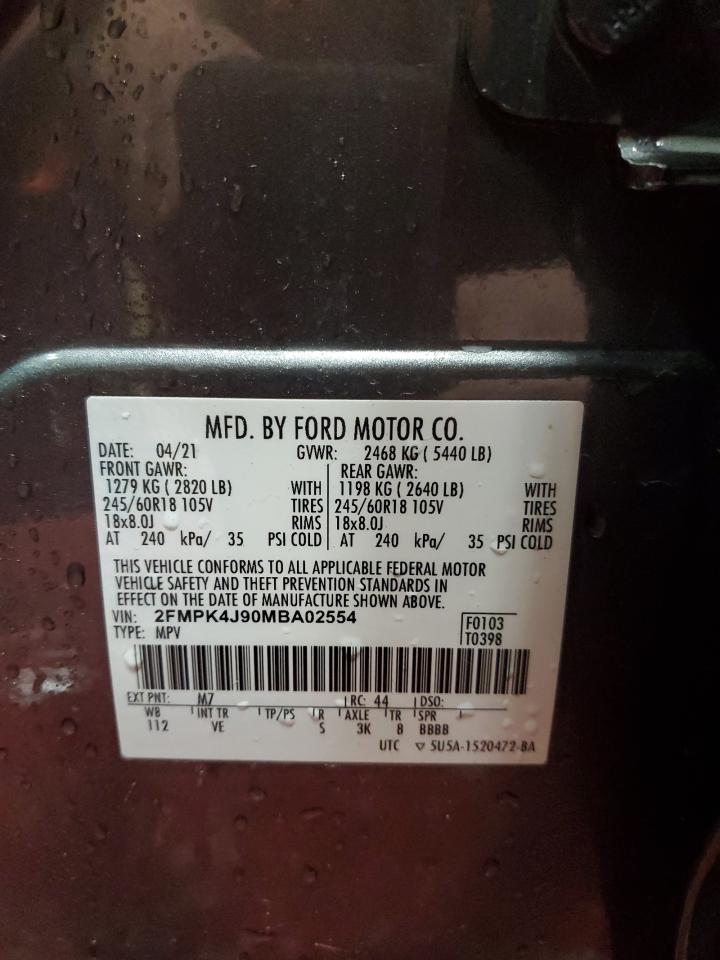 MFD. BY FORD MOTOR CO.
DATE: 04/21 GVWR: 2468 KG ( 5440 LB)
FRONT GAWR: REAR GAWR:
1279 KG ( 2820 LB) WITH 1198 KG ( 2640 LB) WITH
245/60R18 105V TIRES 245/60R18 105V TIRES
18x8.0J RIMS 18x8.0J RIMS
AT 240 kPa/ 35 PSI COLD AT 240 kPa/ 35 PSI COLD
THIS VEHICLE CONFORMS TO ALL APPLICABLE FEDERAL MOTOR
VEHICLE SAFETY AND THEFT PREVENTION STANDARDS IN
EFFECT ON THE DATE OF MANUFACTURE SHOWN ABOVE.
VIN: 2FMPK4J90MBA02554 F0103
TYPE: MPV T0398
EXT PNT: M7 RC: 44 DSO:
WB INT TR TP/PS R AXLE TR SPR
112 VE S 3K 8 BBBB
UTC ▽ 5U5A-1520472-BA